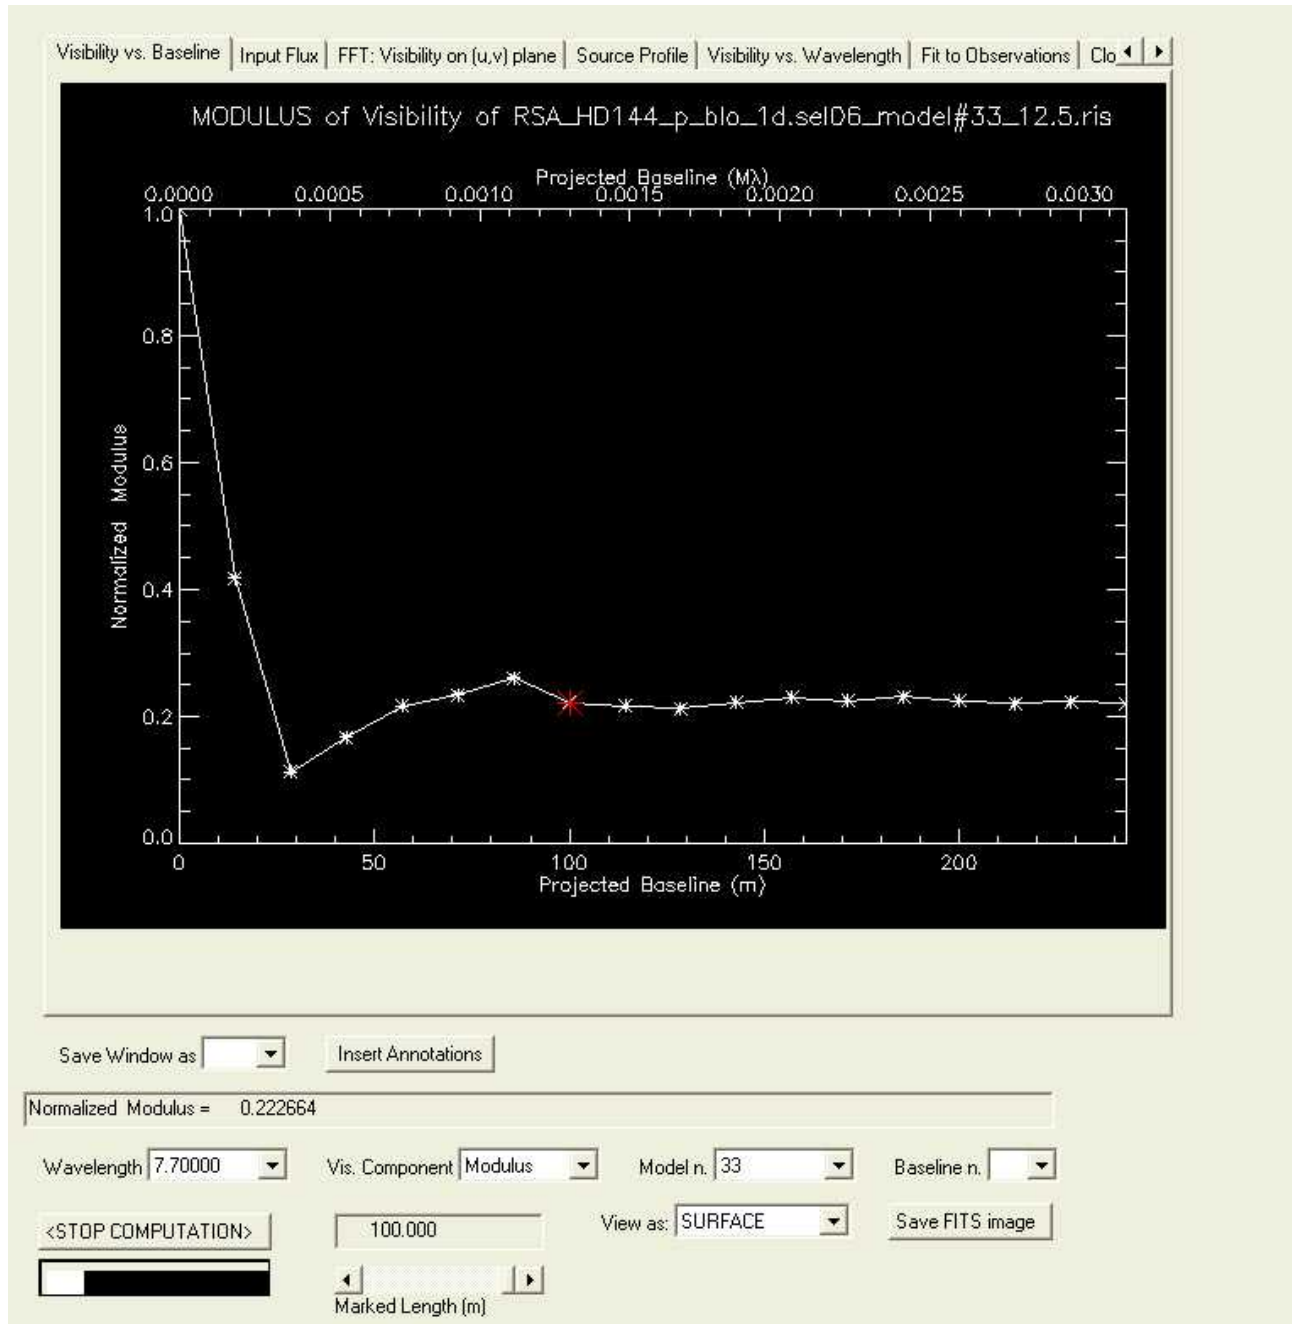 Visibility vs. Baseline Input Flux FFT: Visibility on (u,v) plane Source Profile Visibility vs. Wavelength Fit to Observations Clo
MODULUS of Visibility of RSA_HD144_p_blo_1d.sel06_model#33_12.5.ris
Projected Baseline (Mλ)
0.0000 0.0005 0.0010 0.0015 0.0020 0.0025 0.0030
1.0
0.8
0.6
0.4
0.2
0.0
Normalized Modulus
0 50 100 150 200
Projected Baseline (m)
Save Window as Insert Annotations
Normalized Modulus = 0.222664
Wavelength 7.70000 Vis. Component Modulus Model n. 33 Baseline n.
<STOP COMPUTATION> 100.000 View as: SURFACE Save FITS image
Marked Length (m)